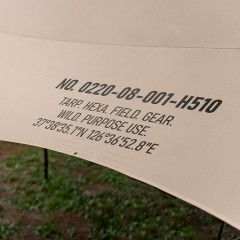 NO. 0220-08-001-H510
TARP. HEXA. FIELD. GEAR.
WILD. PURPOSE USE.
37°38'35.1"N 126°36'52.8"E